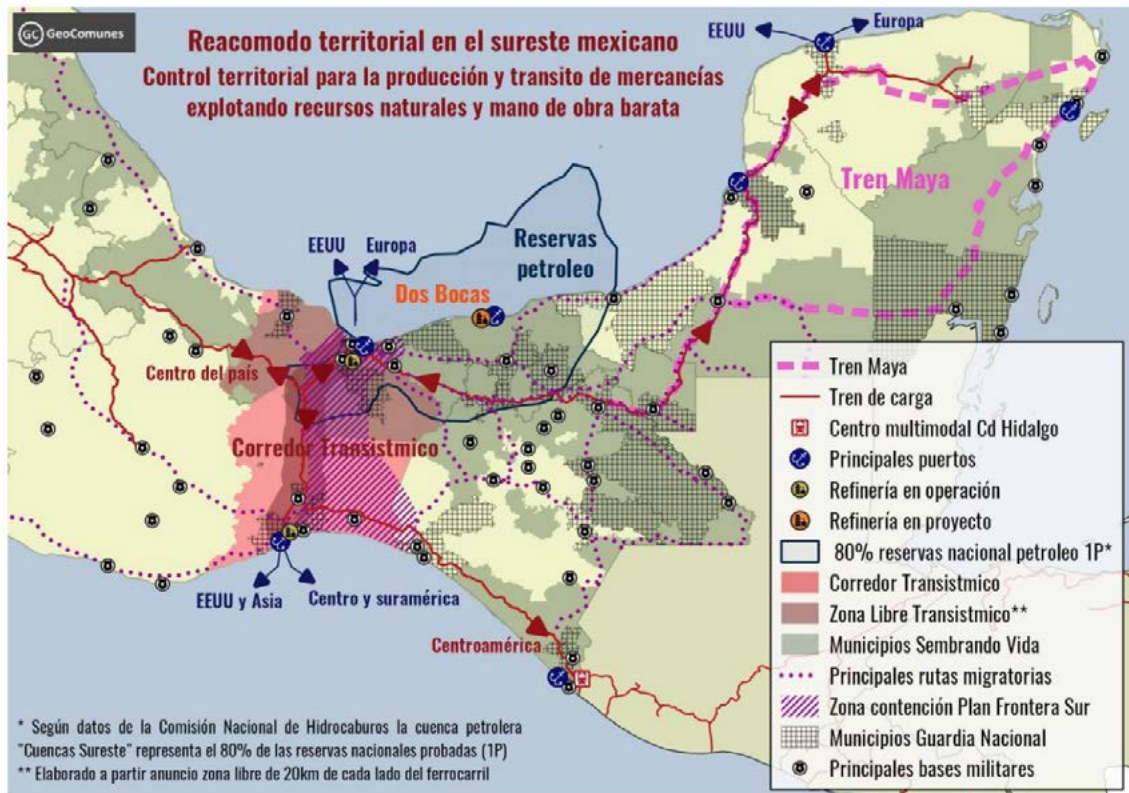 GC GeoComunes
Reacomodo territorial en el sureste mexicano
Control territorial para la producción y transito de mercancías
explotando recursos naturales y mano de obra barata
EEUU
Europa
Tren Maya
EEUU
Europa
Reservas
petroleo
Dos Bocas
Centro del país
Corredor Transístmico
EEUU y Asia
Centro y suramérica
Centroamérica
Tren Maya
Tren de carga
Centro multimodal Cd Hidalgo
Principales puertos
Refinería en operación
Refinería en proyecto
80% reservas nacional petroleo 1P*
Corredor Transístmico
Zona Libre Transístmico**
Municipios Sembrando Vida
Principales rutas migratorias
Zona contención Plan Frontera Sur
Municipios Guardia Nacional
Principales bases militares
* Según datos de la Comisión Nacional de Hidrocaburos la cuenca petrolera
"Cuencas Sureste" representa el 80% de las reservas nacionales probadas (1P)
** Elaborado a partir anuncio zona libre de 20km de cada lado del ferrocarril